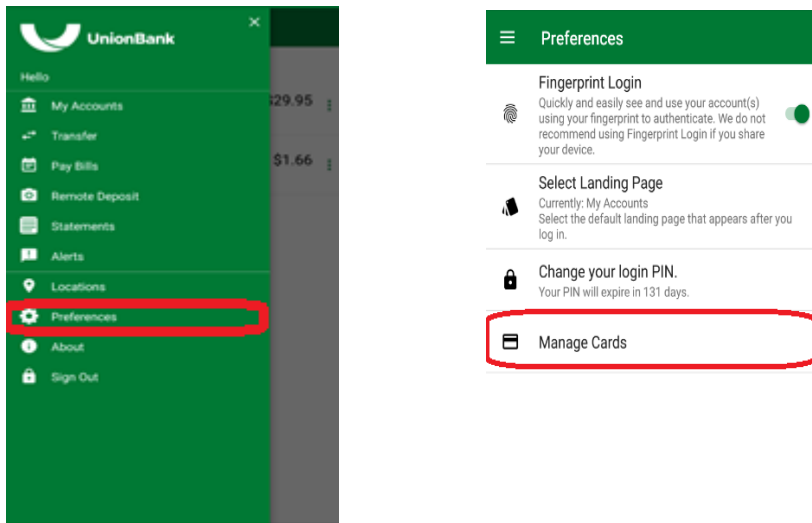 UnionBank
Hello
My Accounts
Transfer
Pay Bills
Remote Deposit
Statements
Alerts
Locations
Preferences
About
Sign Out
$29.95
$1.66
Preferences
Fingerprint Login
Quickly and easily see and use your account(s)
using your fingerprint to authenticate. We do not
recommend using Fingerprint Login if you share
your device.
Select Landing Page
Currently: My Accounts
Select the default landing page that appears after you
log in.
Change your login PIN.
Your PIN will expire in 131 days.
Manage Cards